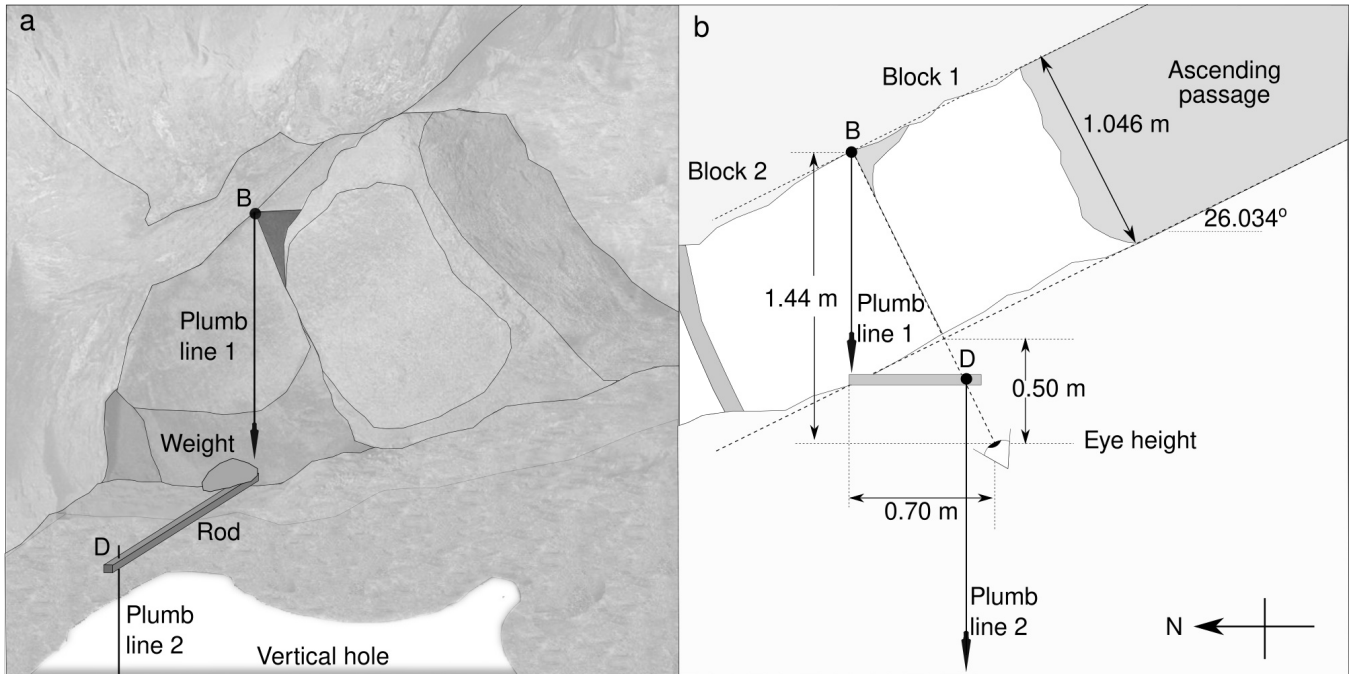 a
B
Plumb
line 1
Weight
Rod
D
Plumb
line 2
Vertical hole
b
Block 1
Ascending
passage
1.046 m
B
Block 2
26.034º
1.44 m
Plumb
line 1
D
0.50 m
Eye height
0.70 m
Plumb
line 2
N